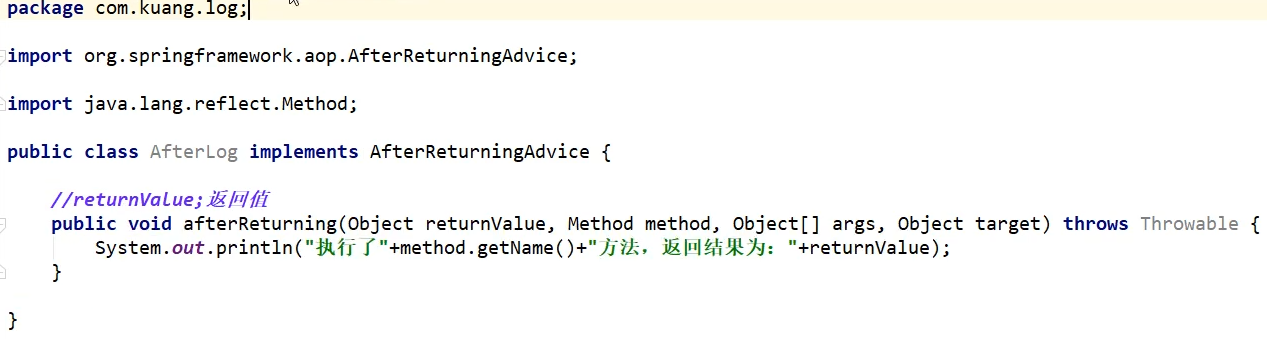 package com.kuang.log;
import org.springframework.aop.AfterReturningAdvice;
import java.lang.reflect.Method;
public class AfterLog implements AfterReturningAdvice {
//returnValue;返回值
public void afterReturning(Object returnValue, Method method, Object[] args, Object target) throws Throwable {
System.out.println("执行了"+method.getName()+"方法，返回结果为："+returnValue);
}
}